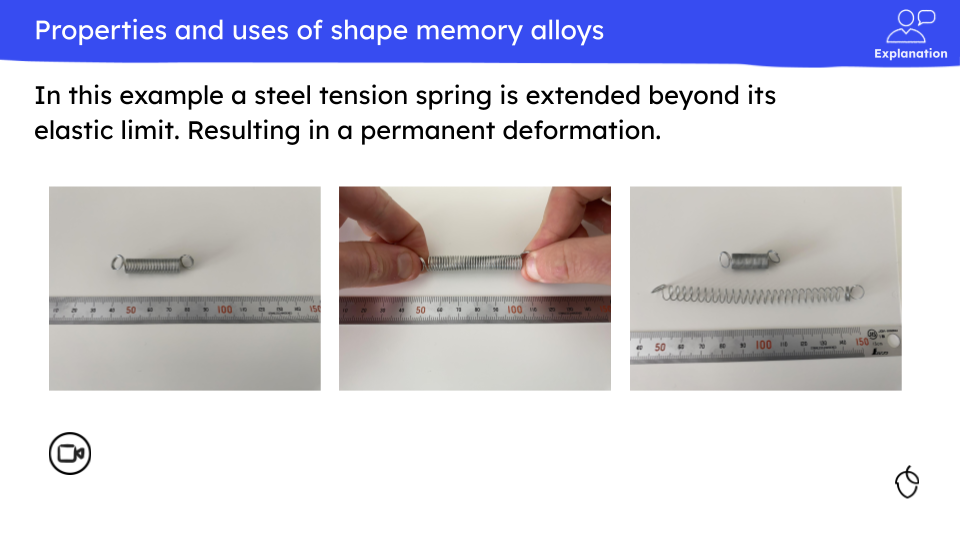 Properties and uses of shape memory alloys
Explanation
In this example a steel tension spring is extended beyond its
elastic limit. Resulting in a permanent deformation.
50 100 150
50 100
50 100 150